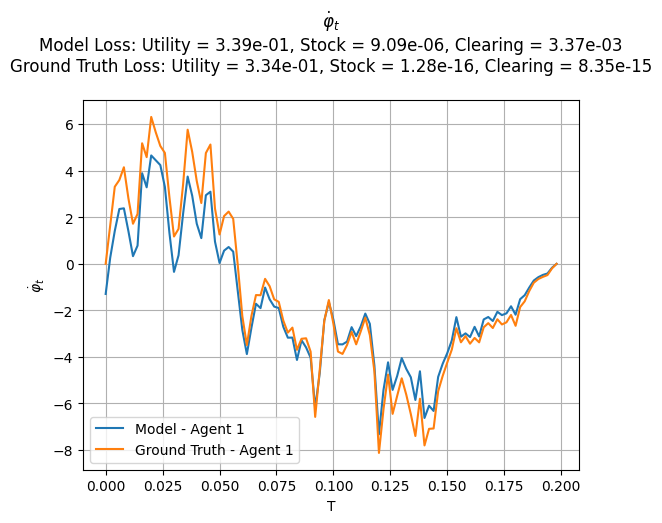 φ̇_t
Model Loss: Utility = 3.39e-01, Stock = 9.09e-06, Clearing = 3.37e-03
Ground Truth Loss: Utility = 3.34e-01, Stock = 1.28e-16, Clearing = 8.35e-15
6
4
2
0
−2
−4
−6
−8
φ̇_t
Model - Agent 1
Ground Truth - Agent 1
0.000 0.025 0.050 0.075 0.100 0.125 0.150 0.175 0.200
T